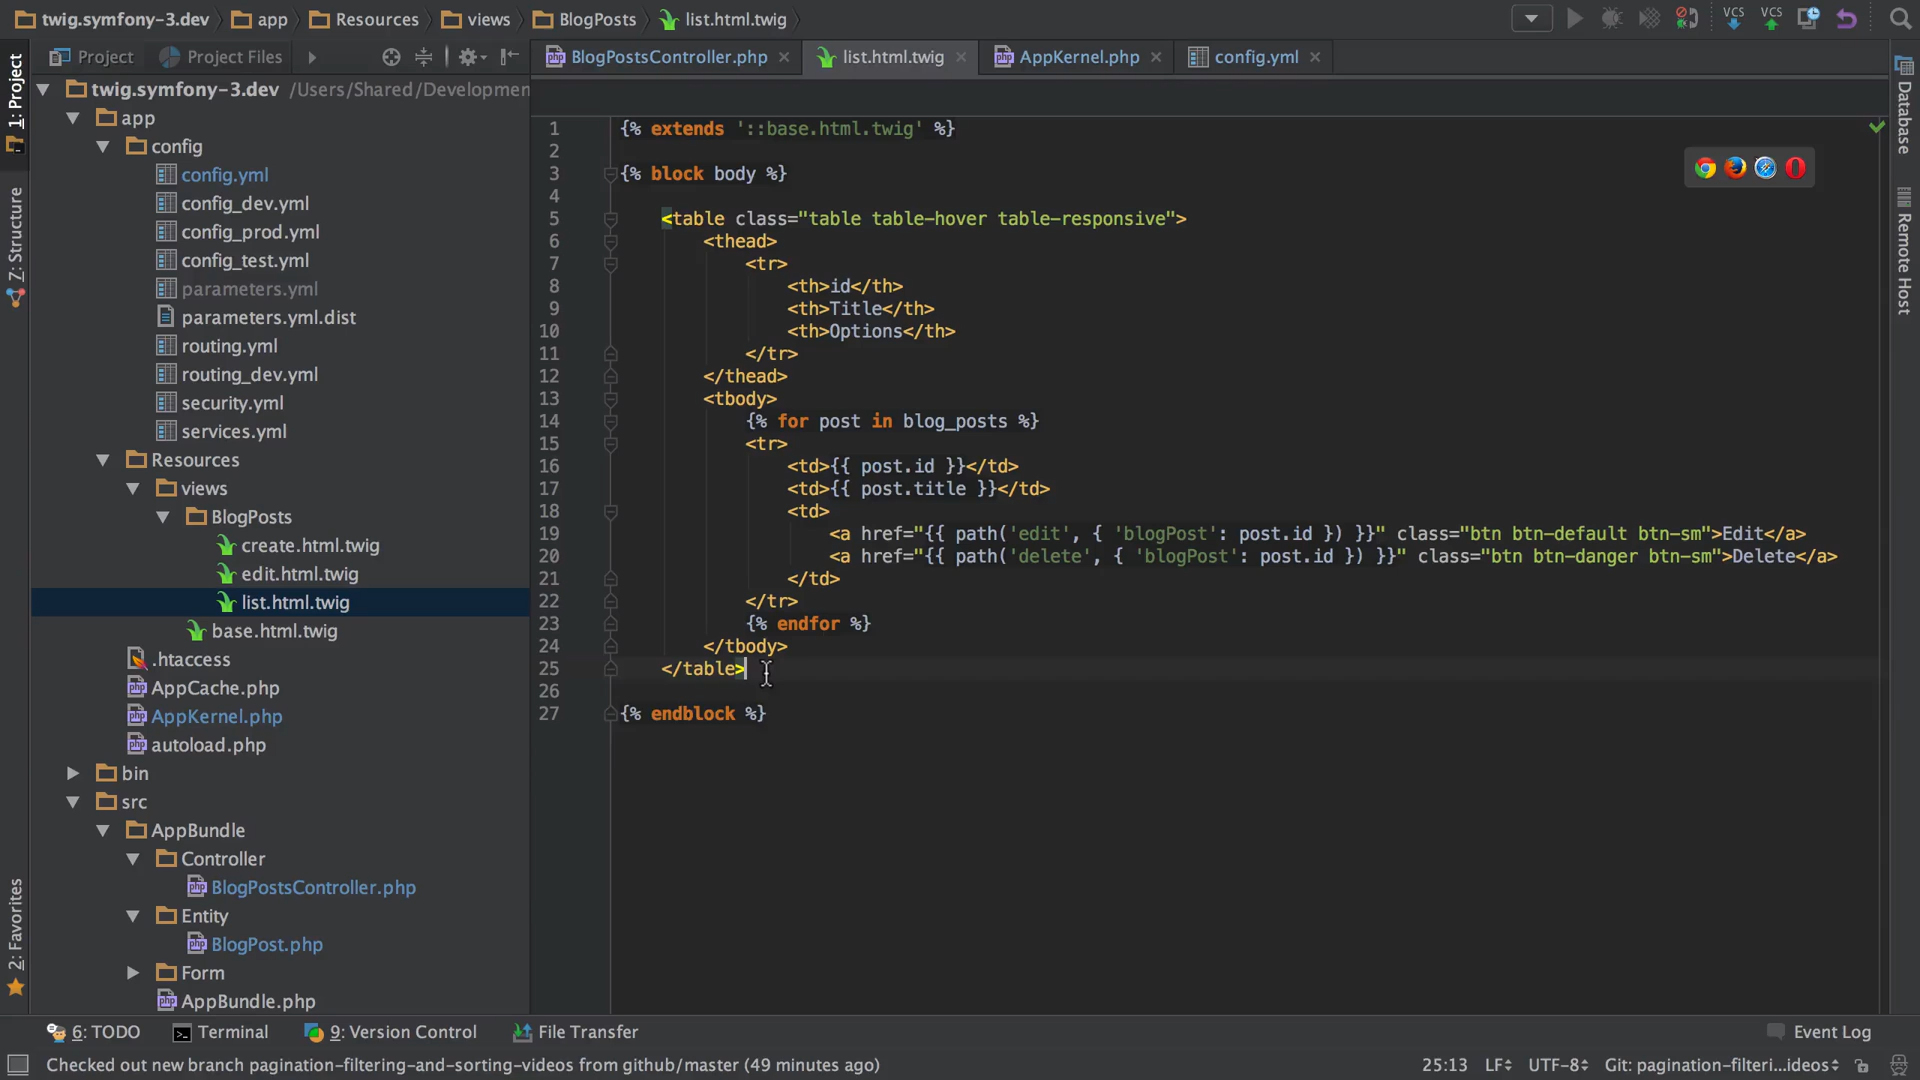 twig.symfony-3.dev app Resources views BlogPosts list.html.twig
VCS VCS
1: Project
Z: Structure
2: Favorites
Project Project Files
twig.symfony-3.dev /Users/Shared/Developmen
app
config
config.yml
config_dev.yml
config_prod.yml
config_test.yml
parameters.yml
parameters.yml.dist
routing.yml
routing_dev.yml
security.yml
services.yml
Resources
views
BlogPosts
create.html.twig
edit.html.twig
list.html.twig
base.html.twig
.htaccess
AppCache.php
AppKernel.php
autoload.php
bin
src
AppBundle
Controller
BlogPostsController.php
Entity
BlogPost.php
Form
AppBundle.php
BlogPostsController.php list.html.twig AppKernel.php config.yml
1 {% extends '::base.html.twig' %}
2
3 {% block body %}
4
5 <table class="table table-hover table-responsive">
6 <thead>
7 <tr>
8 <th>id</th>
9 <th>Title</th>
10 <th>Options</th>
11 </tr>
12 </thead>
13 <tbody>
14 {% for post in blog_posts %}
15 <tr>
16 <td>{{ post.id }}</td>
17 <td>{{ post.title }}</td>
18 <td>
19 <a href="{{ path('edit', { 'blogPost': post.id }) }}" class="btn btn-default btn-sm">Edit</a>
20 <a href="{{ path('delete', { 'blogPost': post.id }) }}" class="btn btn-danger btn-sm">Delete</a>
21 </td>
22 </tr>
23 {% endfor %}
24 </tbody>
25 </table>
26
27 {% endblock %}
Database
Remote Host
6: TODO Terminal 9: Version Control File Transfer Event Log
Checked out new branch pagination-filtering-and-sorting-videos from github/master (49 minutes ago) 25:13 LF UTF-8 Git: pagination-filteri...ideos